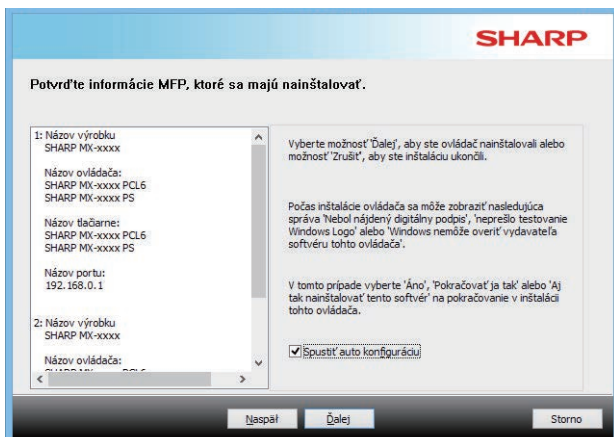 SHARP
Potvrďte informácie MFP, ktoré sa majú nainštalovať.
1: Názov výrobku
SHARP MX-xxxx
Názov ovládača:
SHARP MX-xxxx PCL6
SHARP MX-xxxx PS
Názov tlačiarne:
SHARP MX-xxxx PCL6
SHARP MX-xxxx PS
Názov portu:
192.168.0.1
2: Názov výrobku
SHARP MX-xxxx
Názov ovládača:
Vyberte možnosť 'Ďalej', aby ste ovládač nainštalovali alebo
možnosť 'Zrušiť', aby ste inštaláciu ukončili.
Počas inštalácie ovládača sa môže zobraziť nasledujúca
správa 'Nebol nájdený digitálny podpis', 'neprešlo testovanie
Windows Logo' alebo 'Windows nemôže overiť vydavateľa
softvéru tohto ovládača'.
V tomto prípade vyberte 'Áno', 'Pokračovať ja tak' alebo 'Aj
tak nainštalovať tento softvér' na pokračovanie v inštalácii
tohto ovládača.
Spustiť auto konfiguráciu
Naspäť
Ďalej
Storno